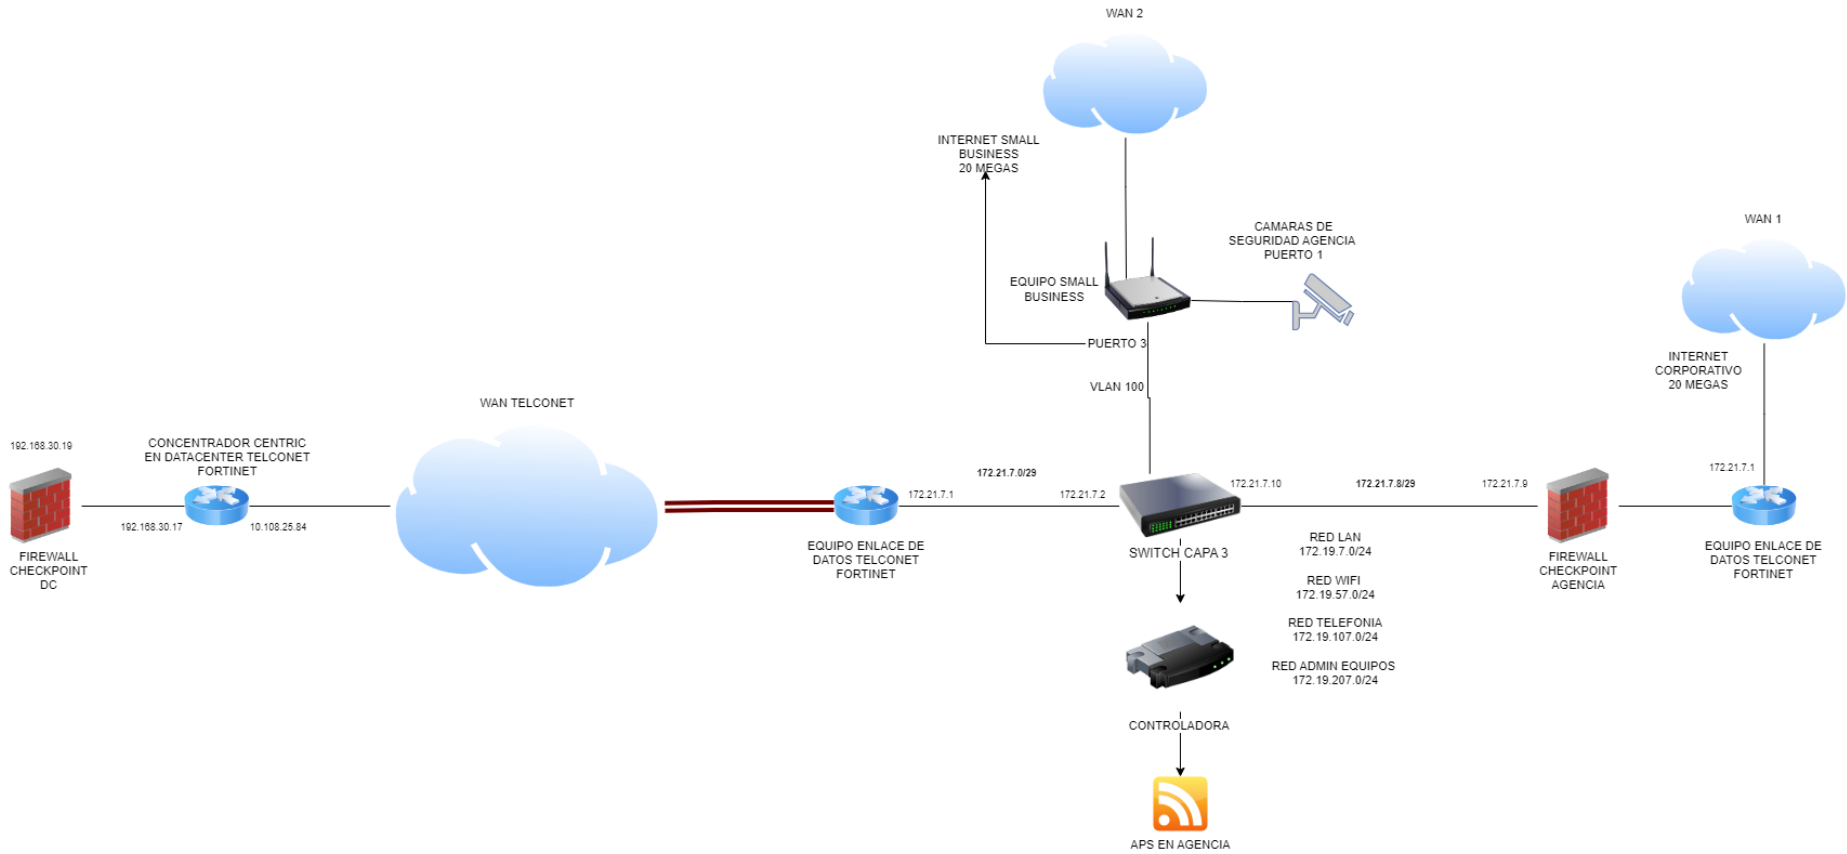 WAN 2
INTERNET SMALL
BUSINESS
20 MEGAS
CAMARAS DE
SEGURIDAD AGENCIA
PUERTO 1
EQUIPO SMALL
BUSINESS
PUERTO 3
VLAN 100
WAN 1
INTERNET
CORPORATIVO
20 MEGAS
WAN TELCONET
192.168.30.19
CONCENTRADOR CENTRIC
EN DATACENTER TELCONET
FORTINET
192.168.30.17
10.108.25.84
FIREWALL
CHECKPOINT
DC
172.21.7.0/29
172.21.7.1
172.21.7.2
EQUIPO ENLACE DE
DATOS TELCONET
FORTINET
SWITCH CAPA 3
172.21.7.10
172.21.7.8/29
172.21.7.9
172.21.7.1
RED LAN
172.19.7.0/24
RED WIFI
172.19.57.0/24
RED TELEFONIA
172.19.107.0/24
RED ADMIN EQUIPOS
172.19.207.0/24
FIREWALL
CHECKPOINT
AGENCIA
EQUIPO ENLACE DE
DATOS TELCONET
FORTINET
CONTROLADORA
APS EN AGENCIA